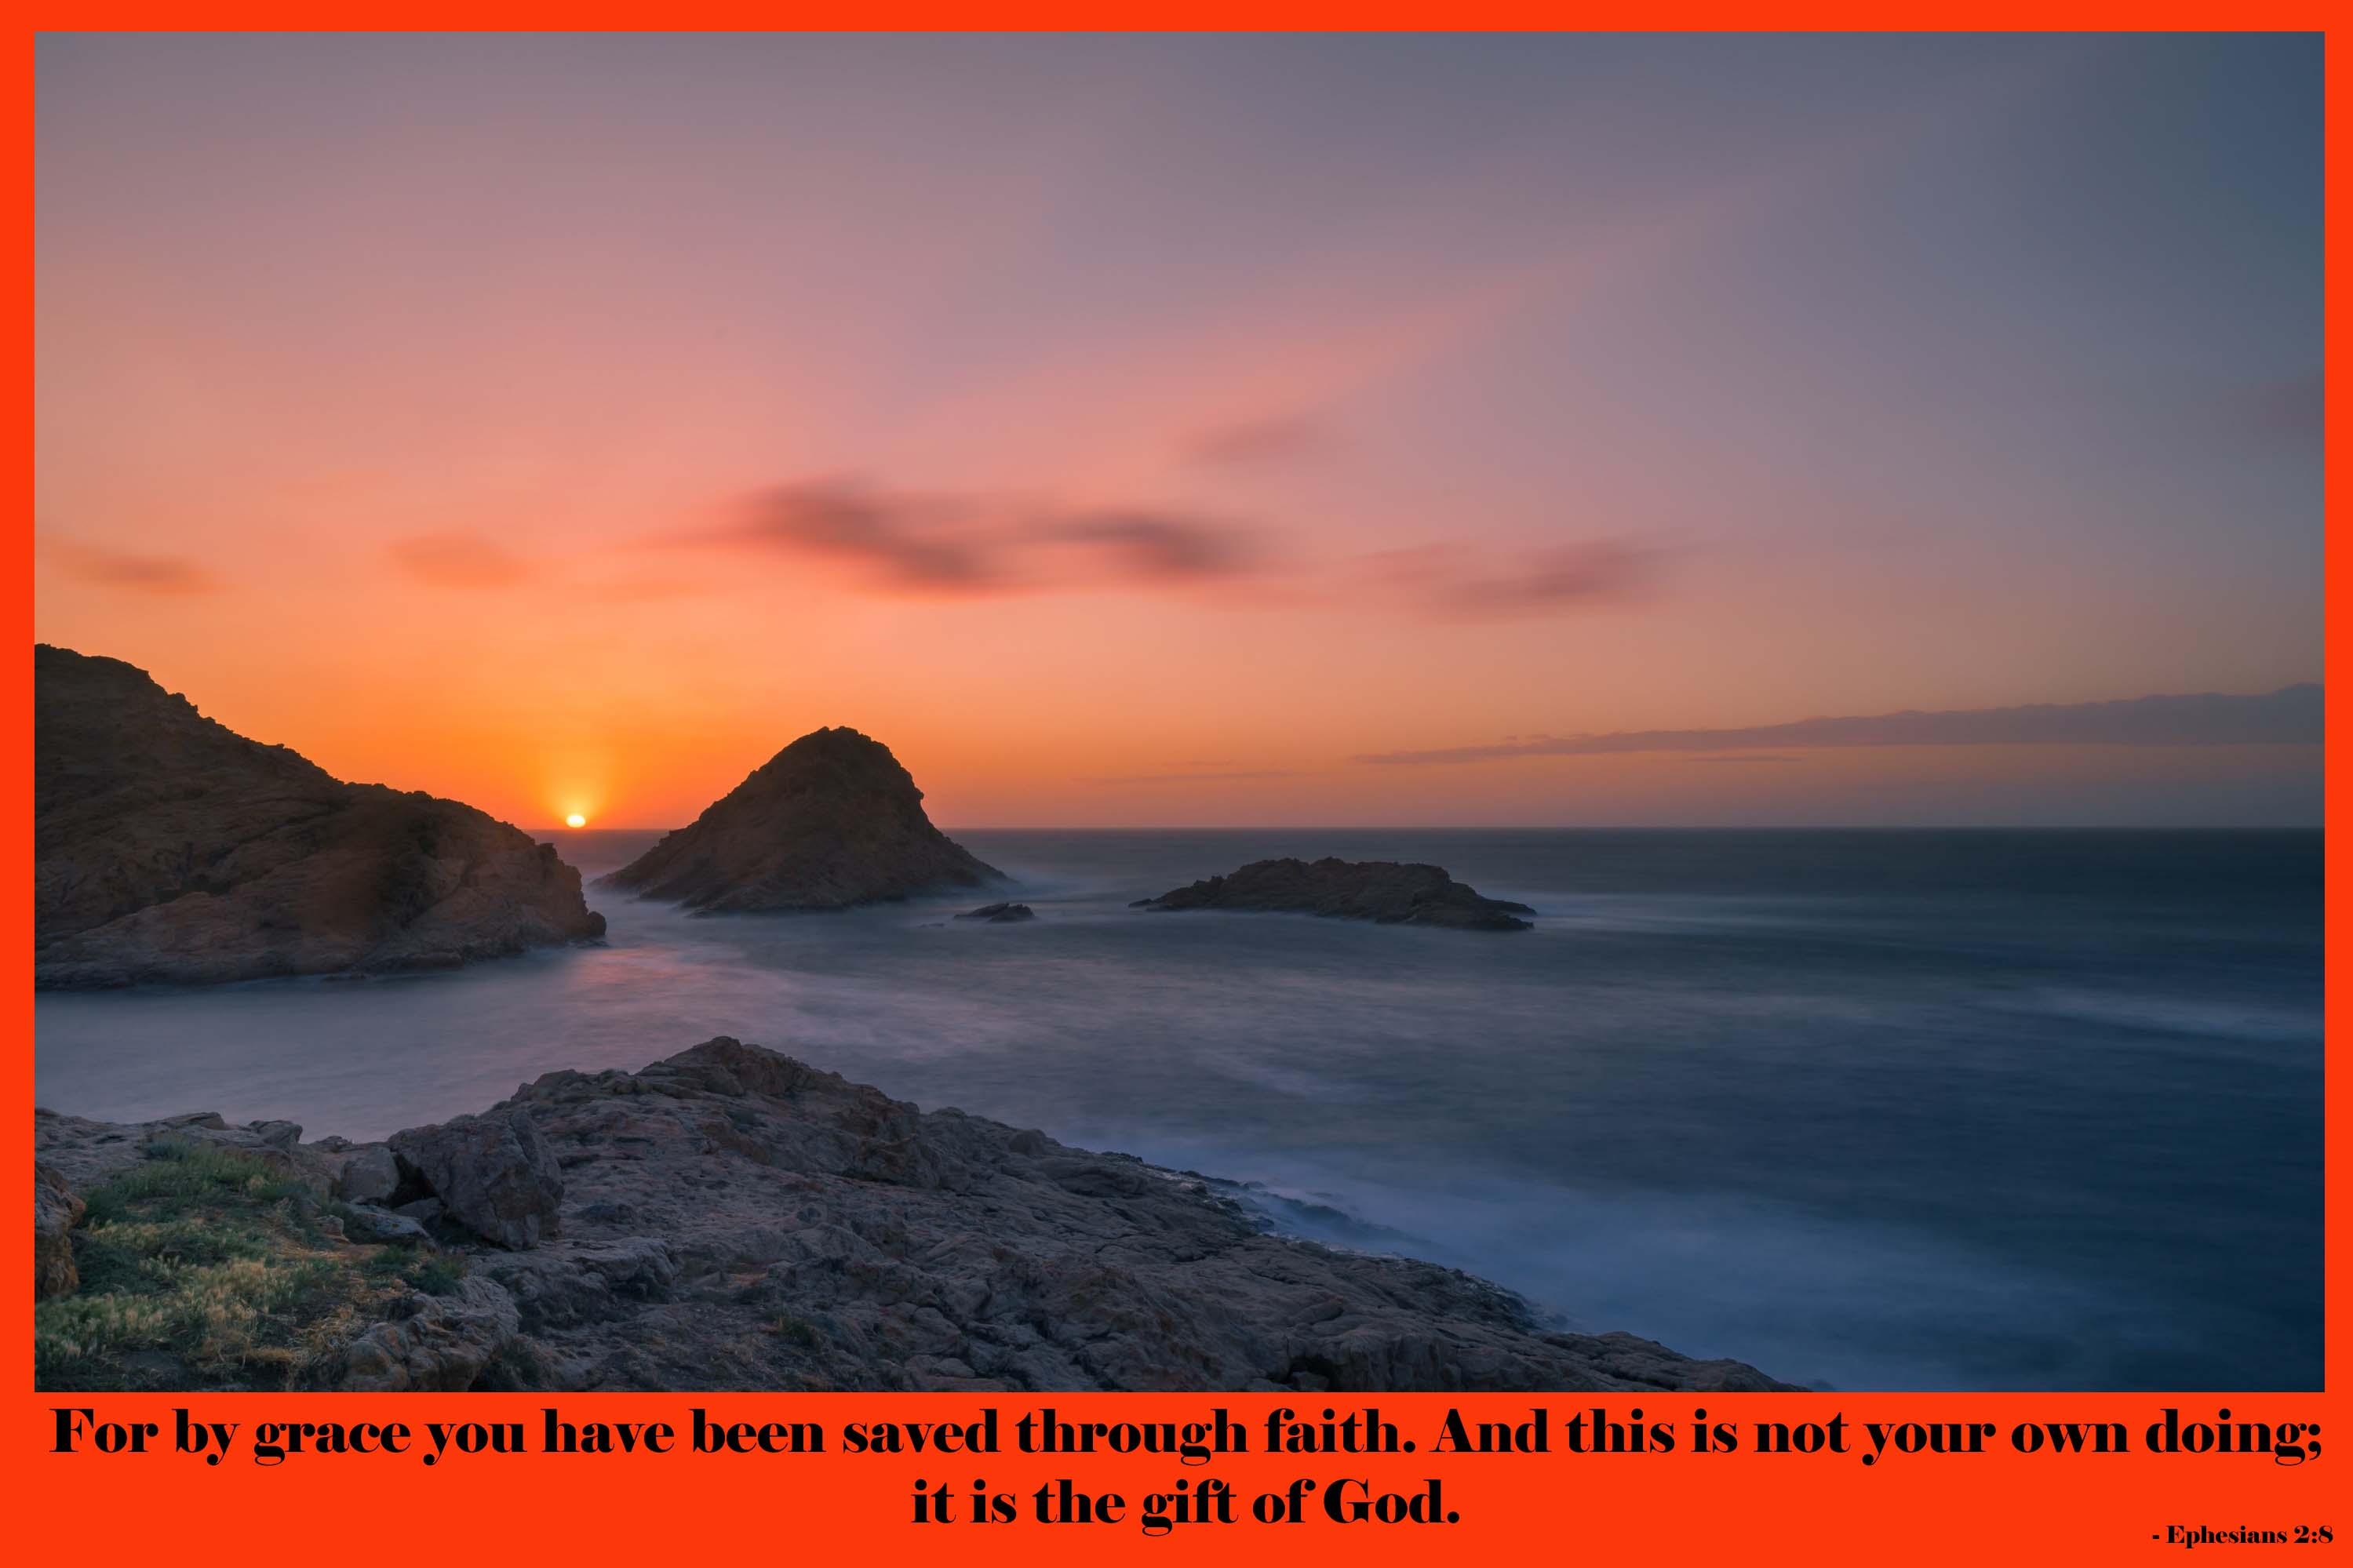 For by grace you have been saved through faith. And this is not your own doing;
it is the gift of God.
- Ephesians 2:8